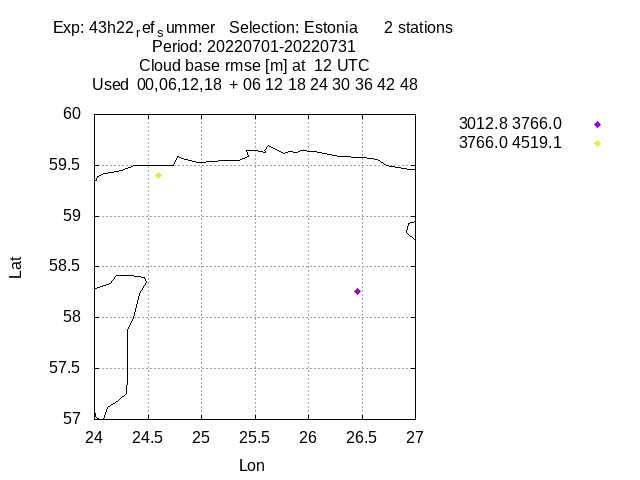 Exp: 43h22refsummer Selection: Estonia 2 stations
Period: 20220701-20220731
Cloud base rmse [m] at 12 UTC
Used 00,06,12,18 + 06 12 18 24 30 36 42 48
3012.8 3766.0
3766.0 4519.1
60
59.5
59
58.5
58
57.5
57
Lat
24 24.5 25 25.5 26 26.5 27
Lon